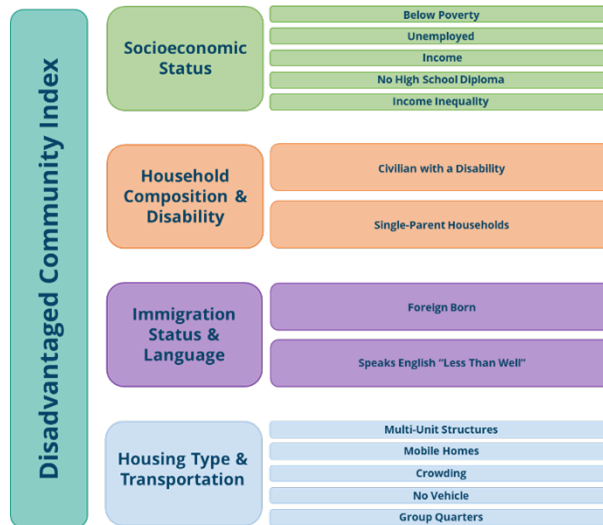 Disadvantaged Community Index
Socioeconomic
Status
Below Poverty
Unemployed
Income
No High School Diploma
Income Inequality
Household
Composition &
Disability
Civilian with a Disability
Single-Parent Households
Immigration
Status &
Language
Foreign Born
Speaks English “Less Than Well”
Housing Type &
Transportation
Multi-Unit Structures
Mobile Homes
Crowding
No Vehicle
Group Quarters